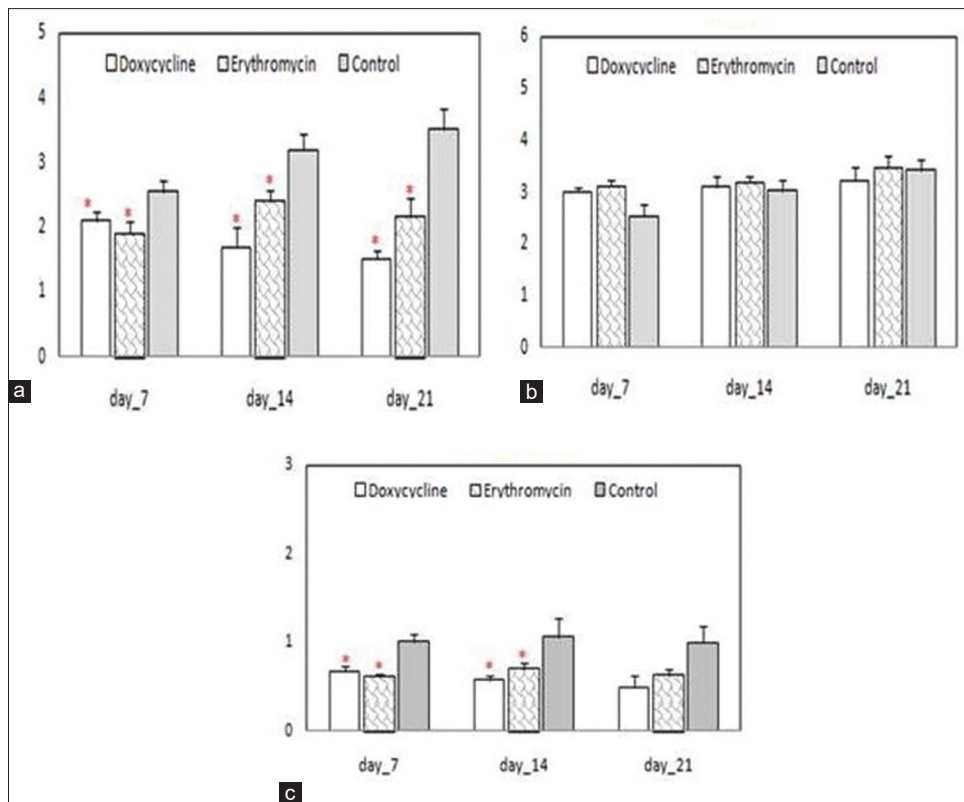 5
Doxycycline Erythromycin Control
4
3
* * * * * *
2
1
0
day_7 day_14 day_21
a
6
Doxycycline Erythromycin Control
5
4
3
2
1
0
day_7 day_14 day_21
b
3
Doxycycline Erythromycin Control
2
1
* * * *
0
day_7 day_14 day_21
c